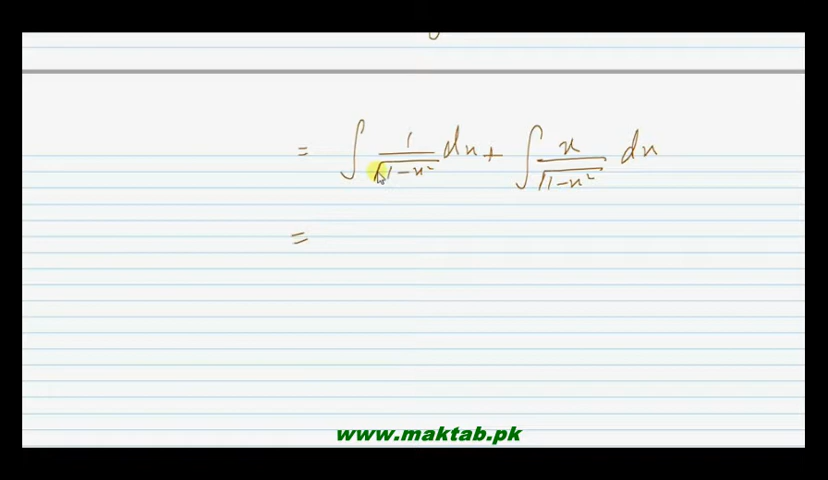 = ∫ 1/√(1-x²) dx + ∫ x/√(1-x²) dx
=
www.maktab.pk